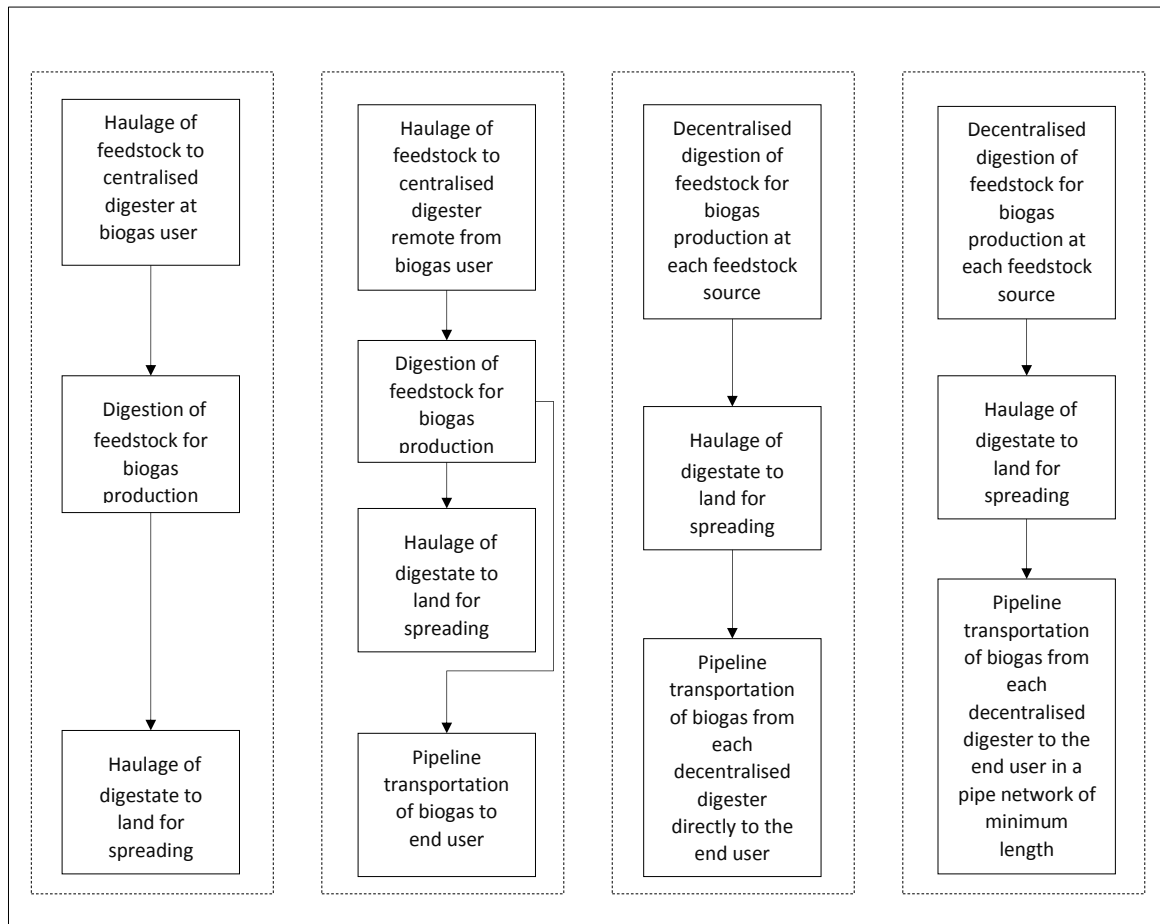 Haulage of
feedstock to
centralised
digester at
biogas user
Digestion of
feedstock for
biogas
production
Haulage of
digestate to
land for
spreading
Haulage of
feedstock to
centralised
digester
remote from
biogas user
Digestion of
feedstock for
biogas
production
Haulage of
digestate to
land for
spreading
Pipeline
transportation
of biogas to
end user
Decentralised
digestion of
feedstock for
biogas
production at
each feedstock
source
Haulage of
digestate to
land for
spreading
Pipeline
transportation
of biogas from
each
decentralised
digester
directly to the
end user
Decentralised
digestion of
feedstock for
biogas
production at
each feedstock
source
Haulage of
digestate to
land for
spreading
Pipeline
transportation
of biogas from
each
decentralised
digester to the
end user in a
pipe network of
minimum
length